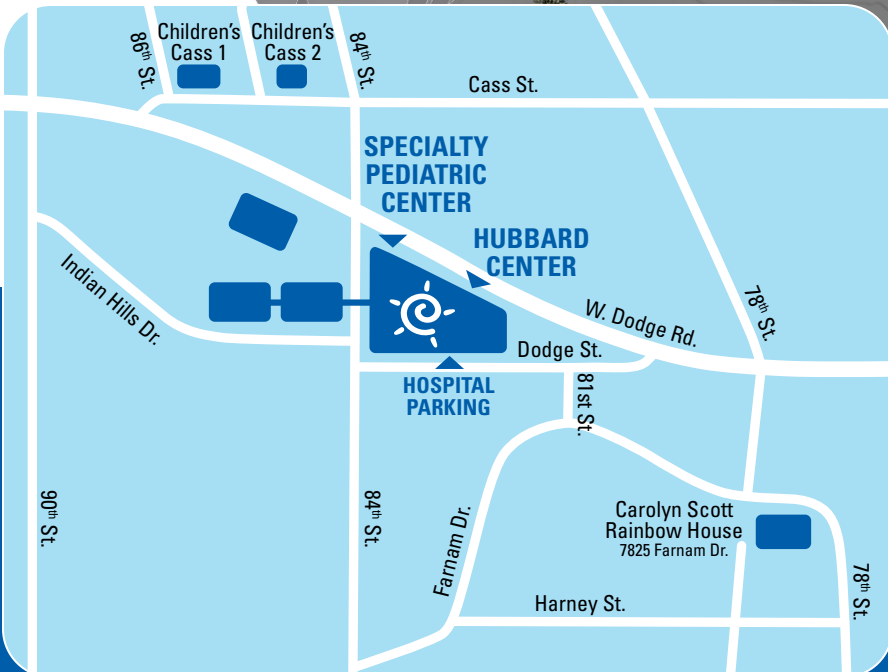 86th St.
Children's
Cass 1
Children's
Cass 2
84th St.
Cass St.
SPECIALTY
PEDIATRIC
CENTER
HUBBARD
CENTER
Indian Hills Dr.
W. Dodge Rd.
78th St.
Dodge St.
HOSPITAL
PARKING
81st St.
90th St.
84th St.
Farnam Dr.
Carolyn Scott
Rainbow House
7825 Farnam Dr.
78th St.
Harney St.